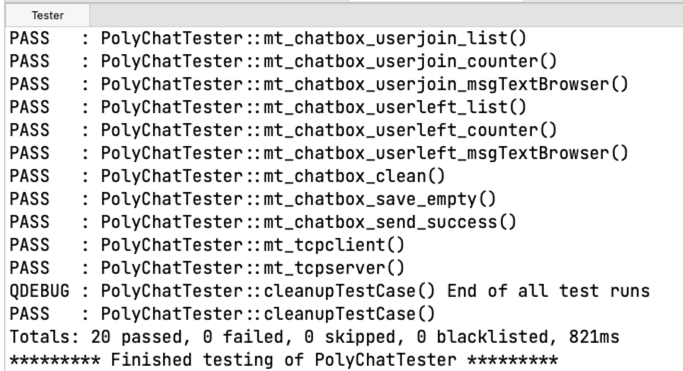 Tester
PASS   : PolyChatTester::mt_chatbox_userjoin_list()
PASS   : PolyChatTester::mt_chatbox_userjoin_counter()
PASS   : PolyChatTester::mt_chatbox_userjoin_msgTextBrowser()
PASS   : PolyChatTester::mt_chatbox_userleft_list()
PASS   : PolyChatTester::mt_chatbox_userleft_counter()
PASS   : PolyChatTester::mt_chatbox_userleft_msgTextBrowser()
PASS   : PolyChatTester::mt_chatbox_clean()
PASS   : PolyChatTester::mt_chatbox_save_empty()
PASS   : PolyChatTester::mt_chatbox_send_success()
PASS   : PolyChatTester::mt_tcpclient()
PASS   : PolyChatTester::mt_tcpserver()
QDEBUG : PolyChatTester::cleanupTestCase() End of all test runs
PASS   : PolyChatTester::cleanupTestCase()
Totals: 20 passed, 0 failed, 0 skipped, 0 blacklisted, 821ms
********* Finished testing of PolyChatTester *********